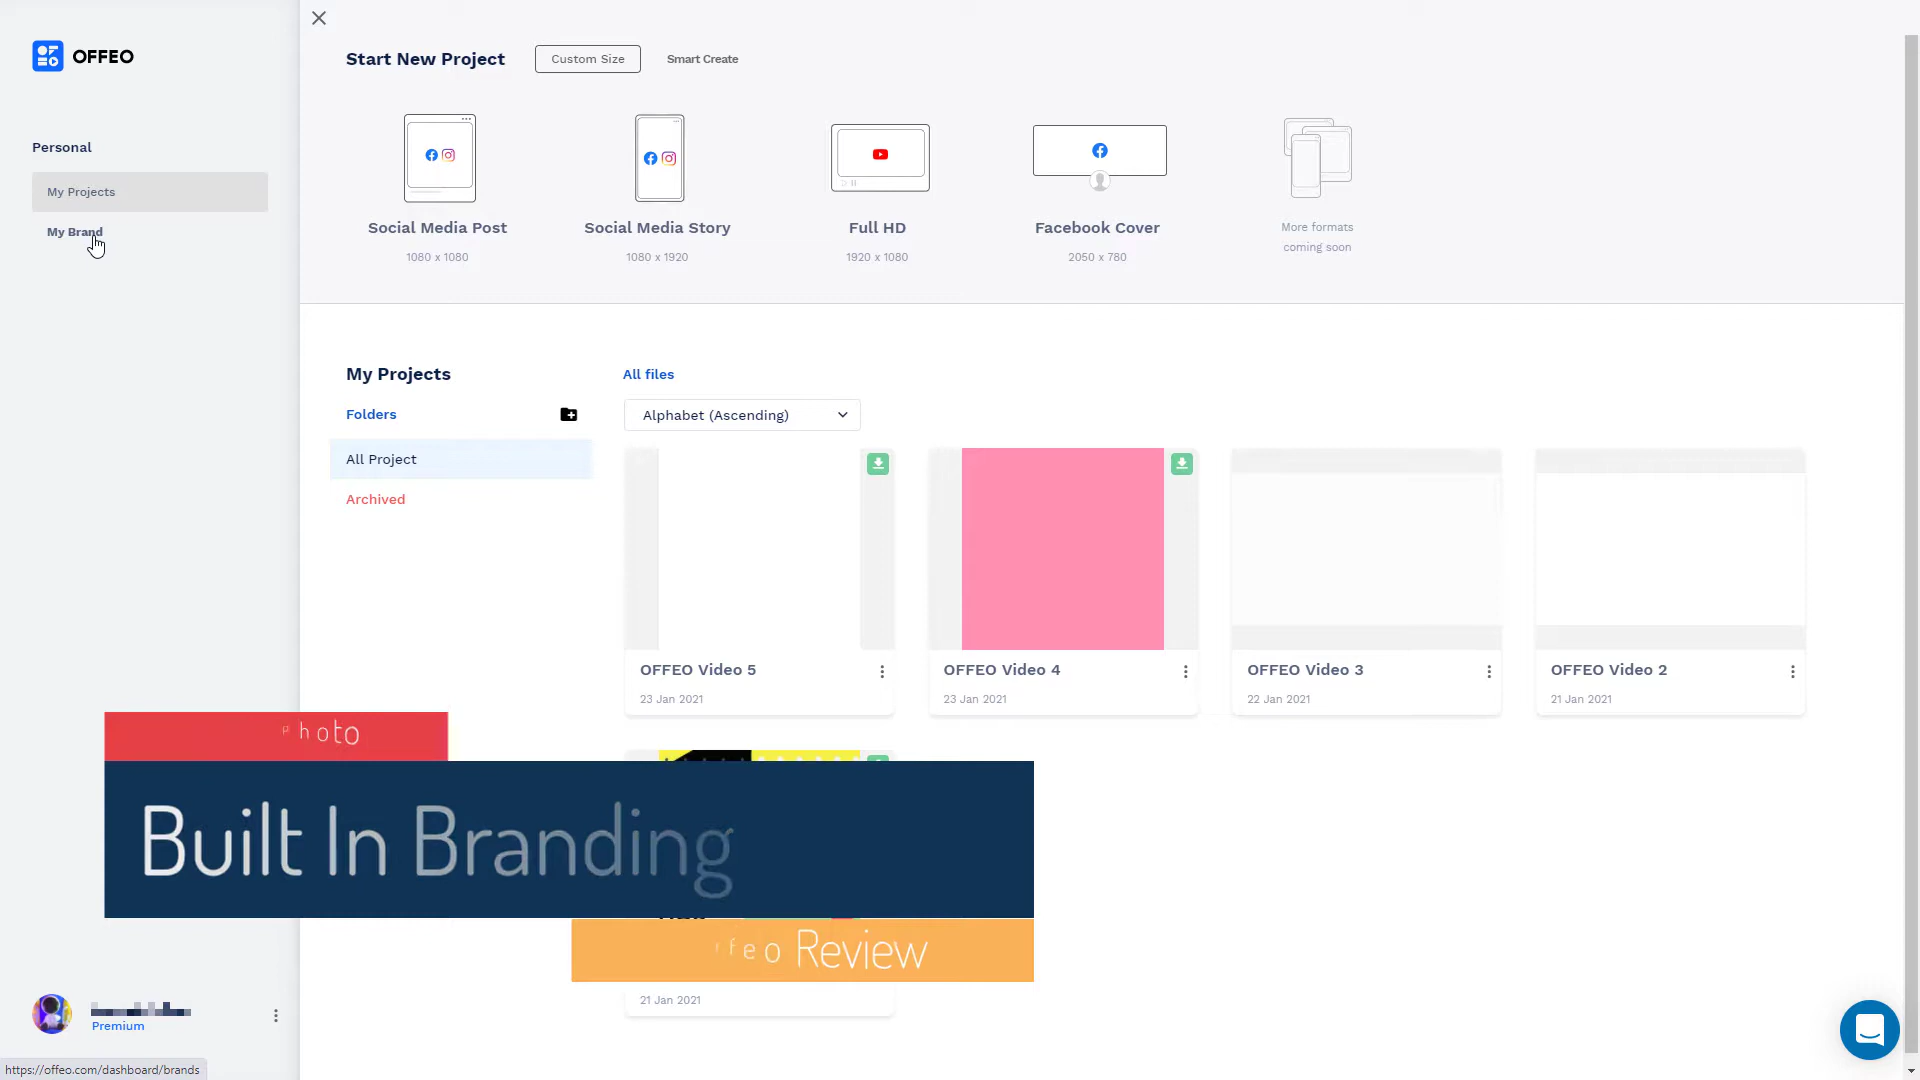 OFFEO
Personal
My Projects
My Brand
Start New Project
Custom Size
Smart Create
Social Media Post
1080 x 1080
Social Media Story
1080 x 1920
Full HD
1920 x 1080
Facebook Cover
2050 x 780
More formats
coming soon
My Projects
Folders
All Project
Archived
All files
Alphabet (Ascending)
OFFEO Video 5
23 Jan 2021
OFFEO Video 4
23 Jan 2021
OFFEO Video 3
22 Jan 2021
OFFEO Video 2
21 Jan 2021
Photo
Built In Branding
ffeo Review
21 Jan 2021
Premium
https://offeo.com/dashboard/brands